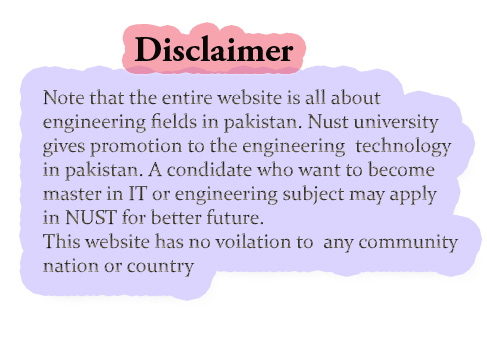 Disclaimer
Note that the entire website is all about
engineering fields in pakistan. Nust university
gives promotion to the engineering technology
in pakistan. A candidate who want to become
master in IT or engineering subject may apply
in NUST for better future.
This website has no voilation to any community
nation or country